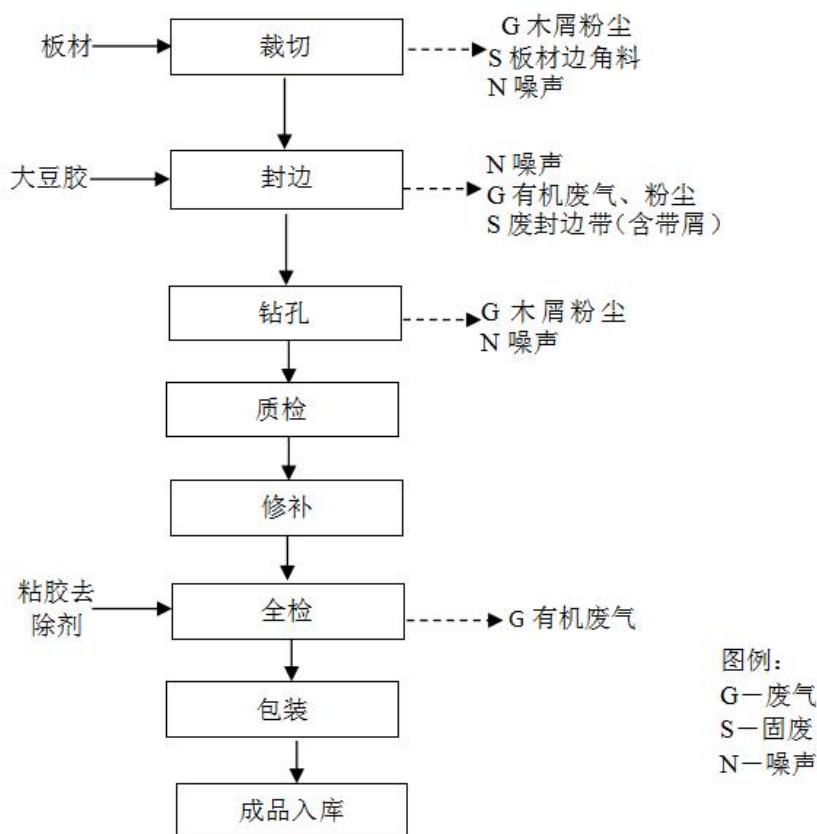 板材
裁切
G 木屑粉尘
S 板材边角料
N 噪声
大豆胶
封边
N 噪声
G 有机废气、粉尘
S 废封边带（含带屑）
钻孔
G 木屑粉尘
N 噪声
质检
修补
粘胶去
除剂
全检
G 有机废气
包装
成品入库
图例：
G－废气
S－固废
N－噪声